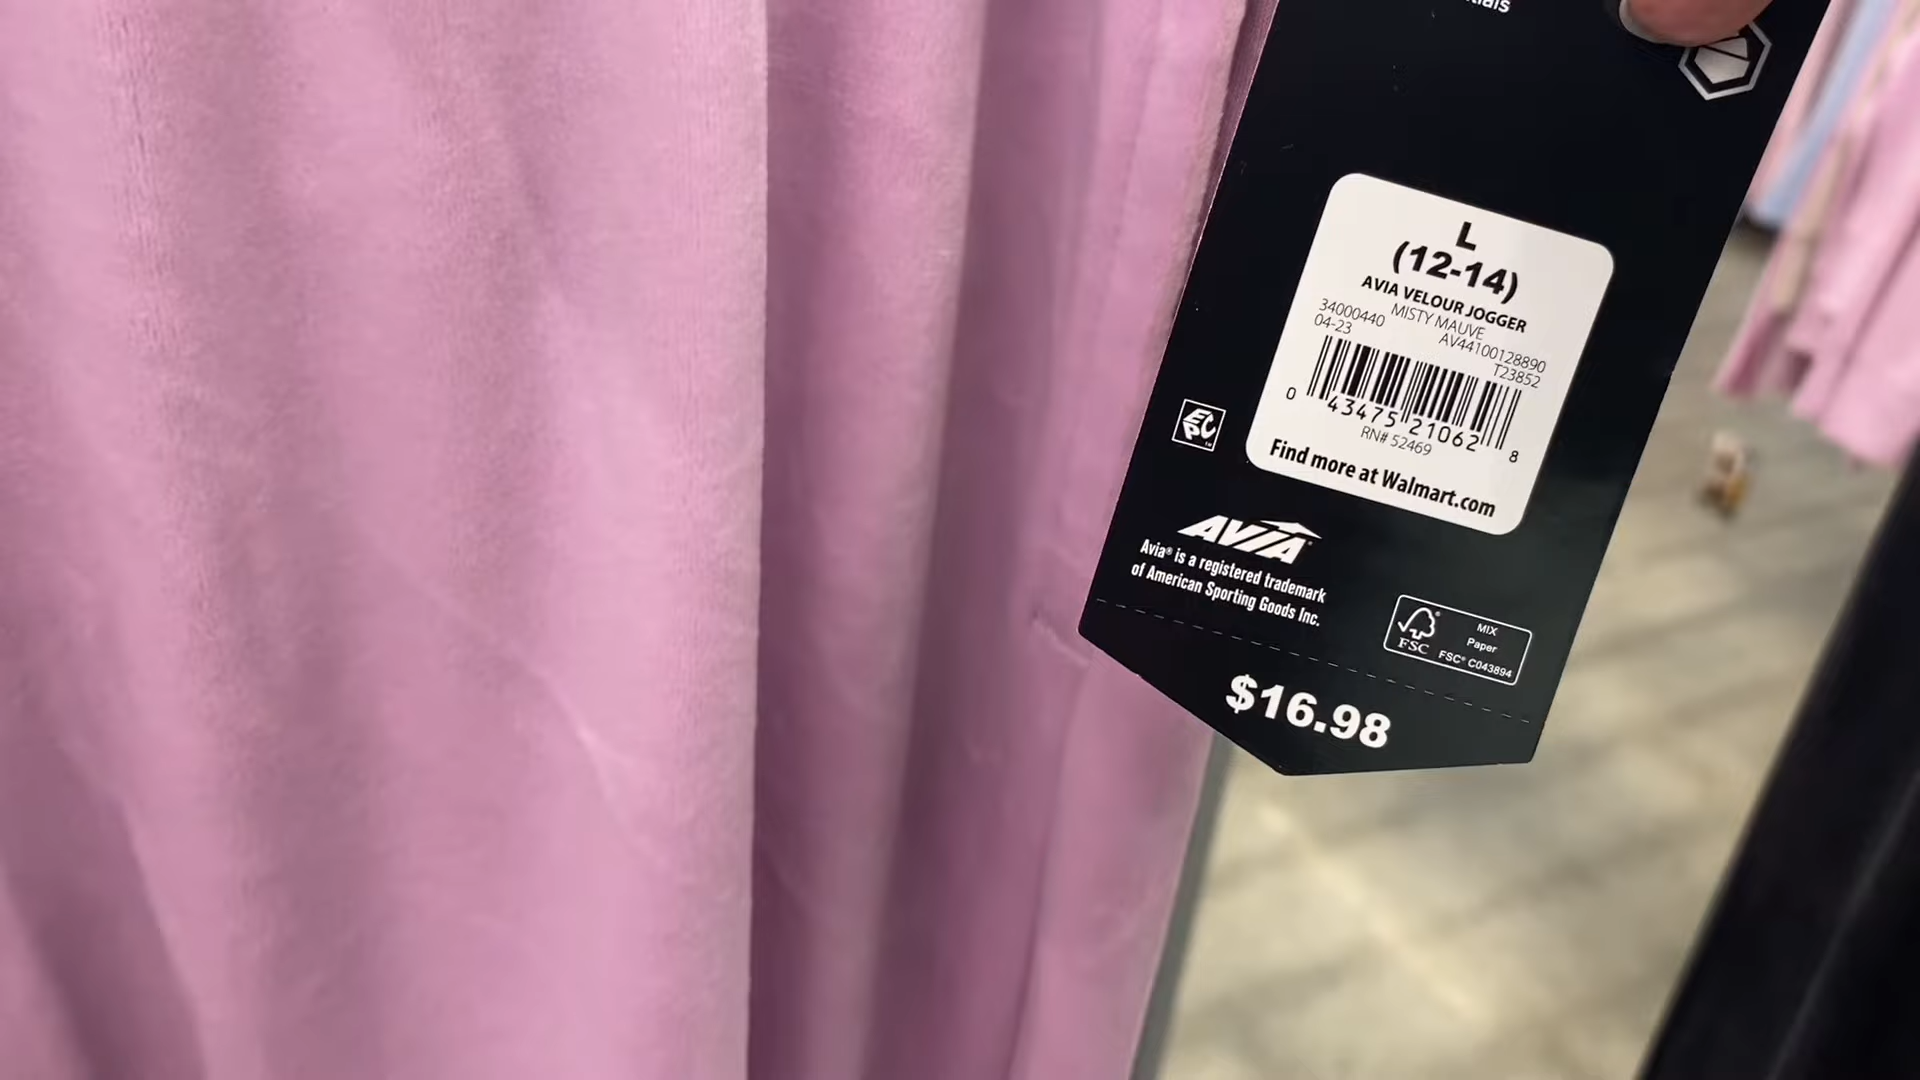 L
(12-14)
AVIA VELOUR JOGGER
34000440 MISTY MAUVE
04-23 AV44100128890
T23852
0 43475 21062 8
RN# 52469
Find more at Walmart.com
EPC
AVIA
Avia® is a registered trademark
of American Sporting Goods Inc.
FSC®
MIX
Paper
FSC® C043894
$16.98